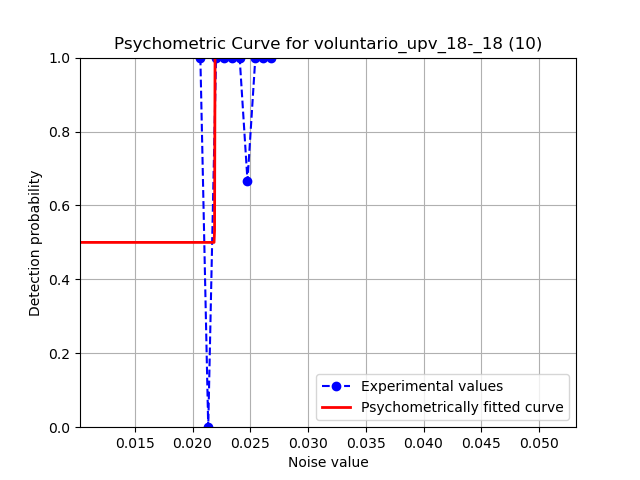 Psychometric Curve for voluntario_upv_18-_18 (10)
1.0
0.8
0.6
0.4
0.2
0.0
Detection probability
0.015 0.020 0.025 0.030 0.035 0.040 0.045 0.050
Noise value
Experimental values
Psychometrically fitted curve